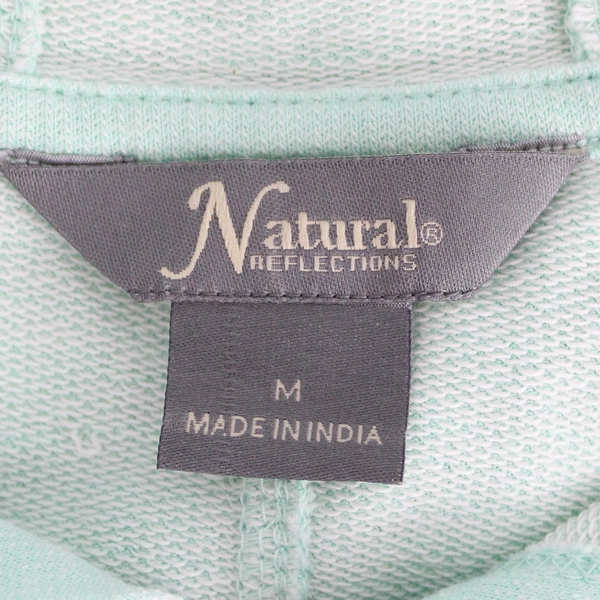 Natural®
REFLECTIONS
M
MADE IN INDIA